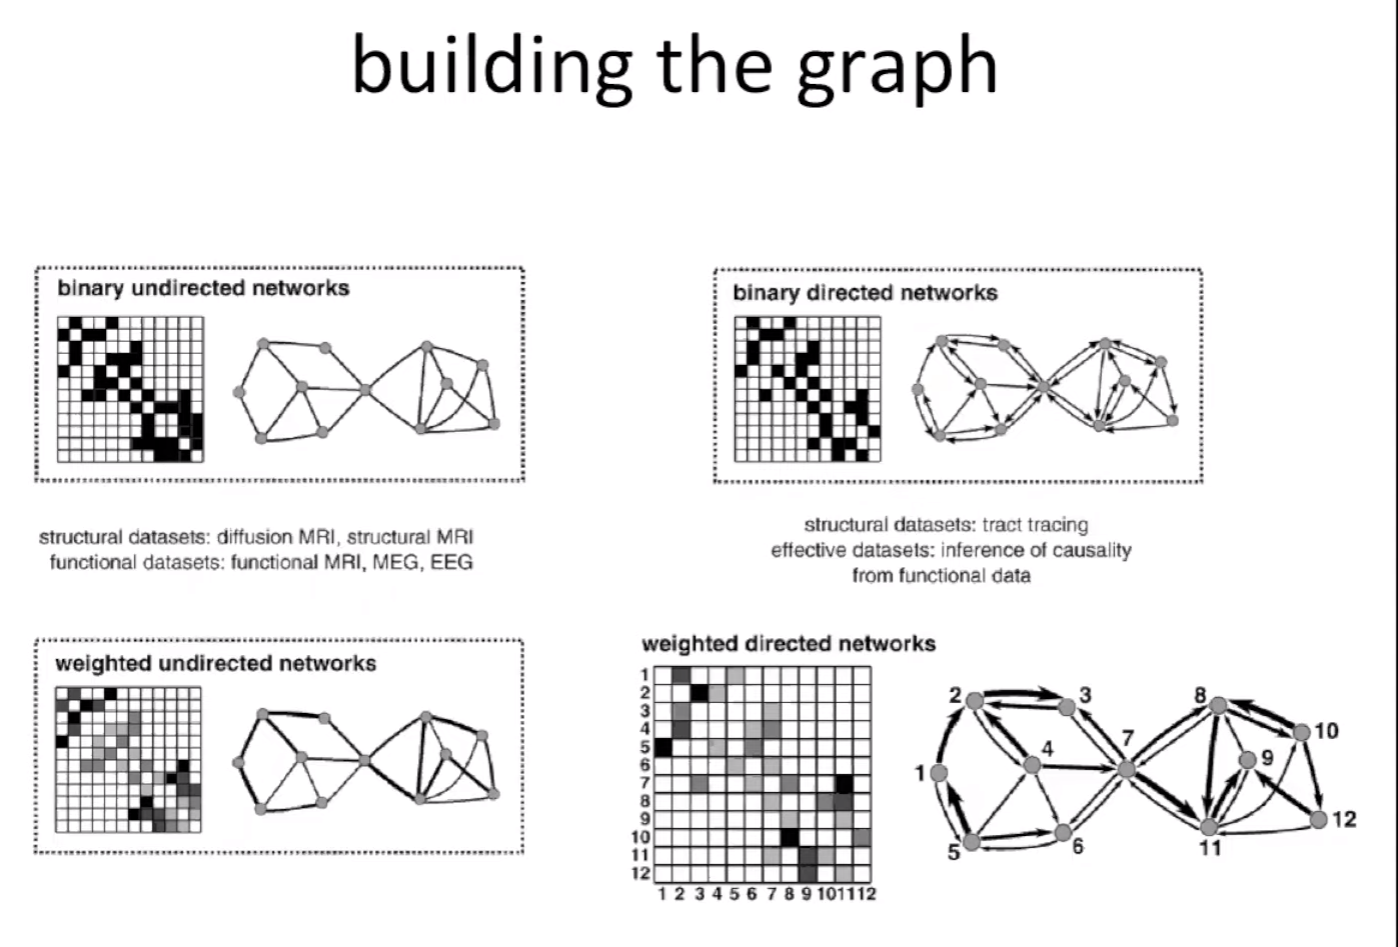 building the graph
binary undirected networks
binary directed networks
structural datasets: diffusion MRI, structural MRI
functional datasets: functional MRI, MEG, EEG
structural datasets: tract tracing
effective datasets: inference of causality
from functional data
weighted undirected networks
weighted directed networks
1
2
3
4
5
6
7
8
9
10
11
12
1 2 3 4 5 6 7 8 9 10 11 12
2
3
8
10
7
4
9
1
12
5
6
11